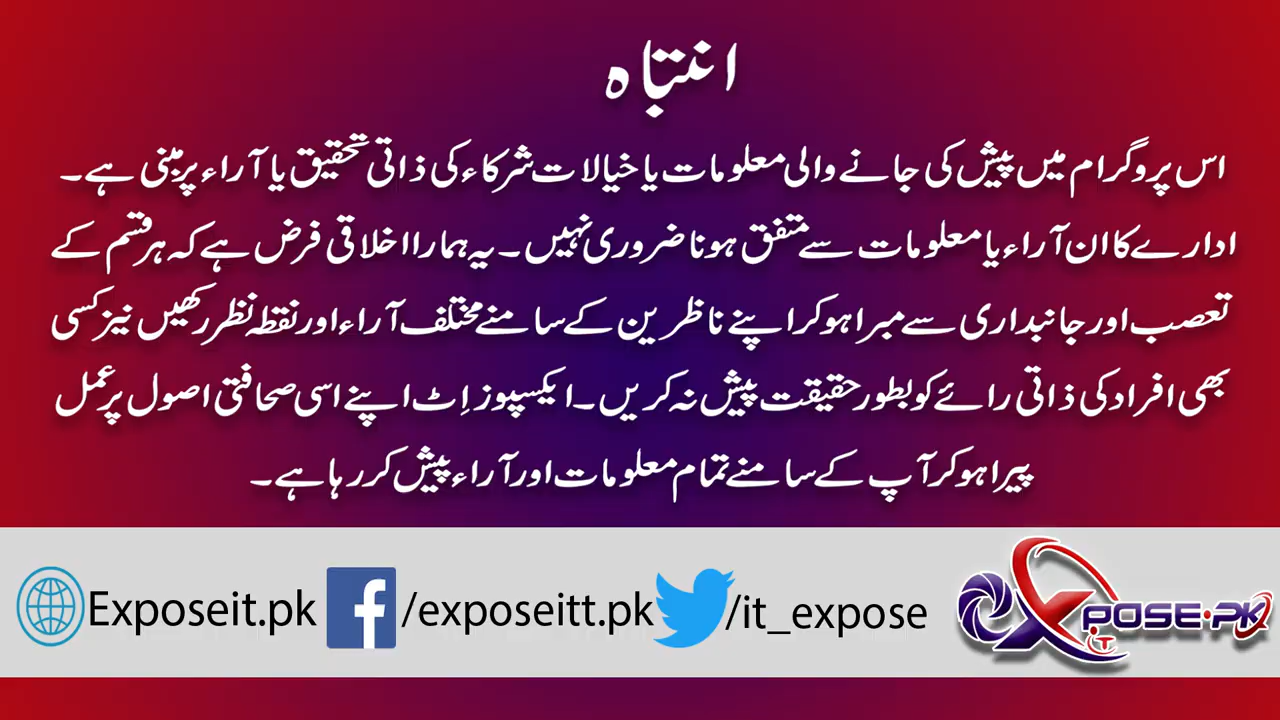 انتباہ
اس پروگرام میں پیش کی جانے والی معلومات یا خیالات شرکاء کی ذاتی تحقیق یا آراء پر مبنی ہے۔
ادارے کا ان آراء یا معلومات سے متفق ہونا ضروری نہیں۔ یہ ہمارا اخلاقی فرض ہے کہ ہر قسم کے
تعصب اور جانبداری سے مبرا ہو کر اپنے ناظرین کے سامنے مختلف آراء اور نقطہ نظر رکھیں نیز کسی
بھی افراد کی ذاتی رائے کو بطور حقیقت پیش نہ کریں۔ ایکسپوز اِٹ اپنے اسی صحافتی اصول پر عمل
پیرا ہو کر آپ کے سامنے تمام معلومات اور آراء پیش کر رہا ہے۔
Exposeit.pk /exposeitt.pk /it_expose
eXPOSE•PK
iT